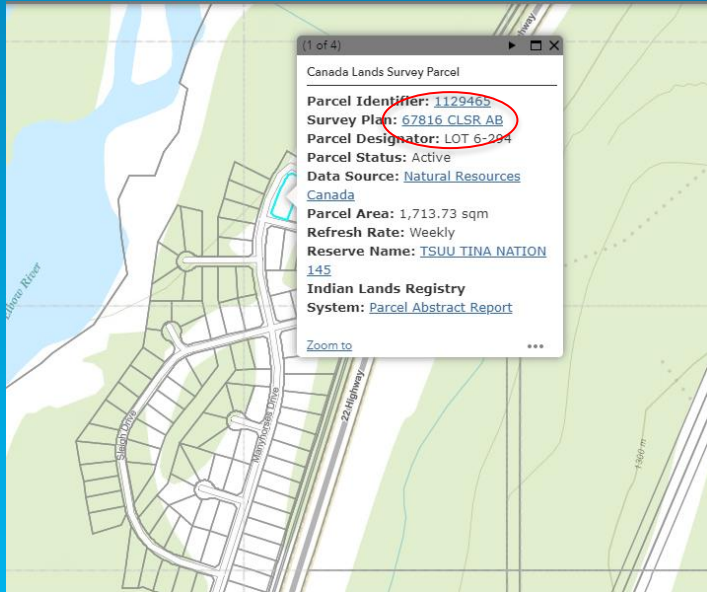 way
(1 of 4)
Canada Lands Survey Parcel
Parcel Identifier: 1129465
Survey Plan: 67816 CLSR AB
Parcel Designator: LOT 6-294
Parcel Status: Active
Data Source: Natural Resources
Canada
Parcel Area: 1,713.73 sqm
Refresh Rate: Weekly
Reserve Name: TSUU TINA NATION
145
Indian Lands Registry
System: Parcel Abstract Report
Zoom to
Elbow River
22 Highway
Sleigh Drive
Manyhorses Drive
1300 m